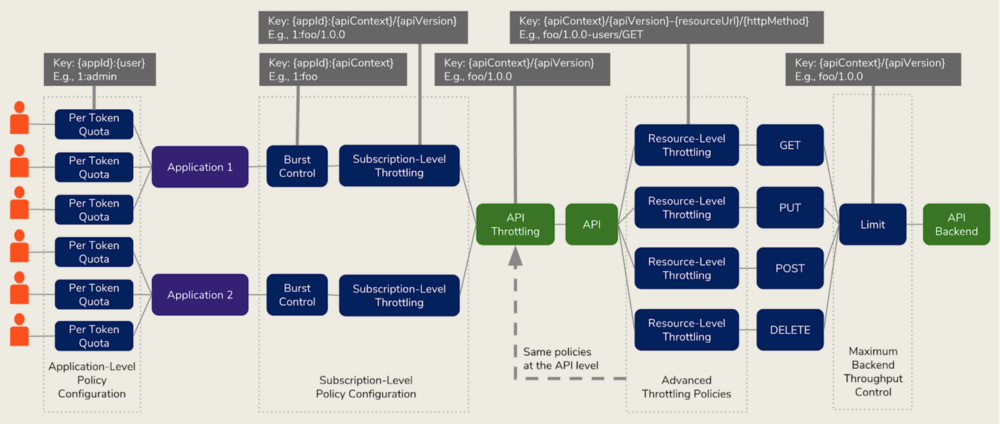 Key: {appId}:{apiContext}/{apiVersion}
E.g., 1:foo/1.0.0
Key: {apiContext}/{apiVersion}-{resourceUrl}/{httpMethod}
E.g., foo/1.0.0-users/GET
Key: {appId}:{user}
E.g., 1:admin
Key: {appId}:{apiContext}
E.g., 1:foo
Key: {apiContext}/{apiVersion}
E.g., foo/1.0.0
Key: {apiContext}/{apiVersion}
E.g., foo/1.0.0
Per Token
Quota
Per Token
Quota
Per Token
Quota
Per Token
Quota
Per Token
Quota
Per Token
Quota
Application 1
Application 2
Burst
Control
Subscription-Level
Throttling
Burst
Control
Subscription-Level
Throttling
API
Throttling
API
Resource-Level
Throttling
GET
Resource-Level
Throttling
PUT
Resource-Level
Throttling
POST
Resource-Level
Throttling
DELETE
Limit
API
Backend
Same policies
at the API level
Application-Level
Policy
Configuration
Subscription-Level
Policy Configuration
Advanced
Throttling Policies
Maximum
Backend
Throughput
Control